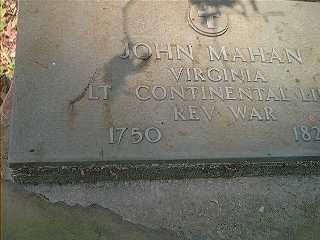 JOHN MAHAN
VIRGINIA
LT CONTINENTAL
REV WAR
1750